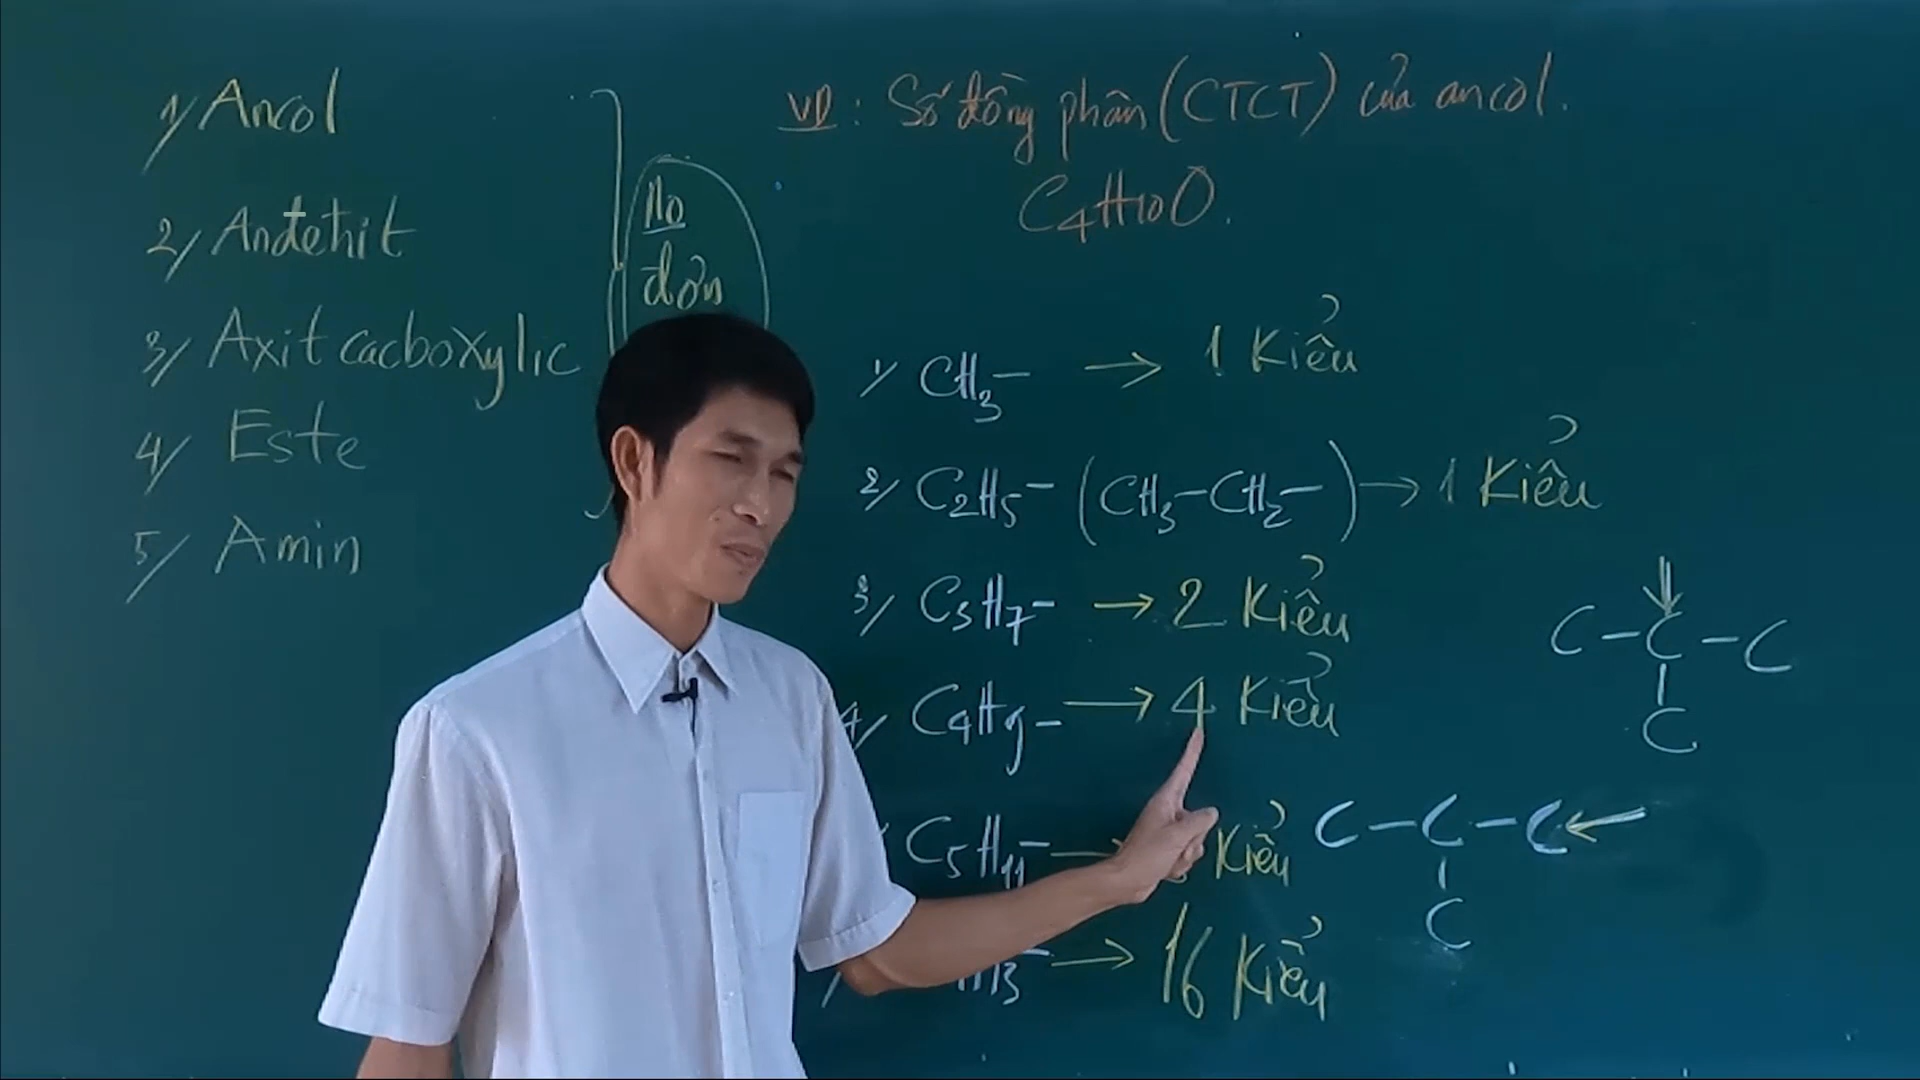 1/ Ancol
2/ Anđehit
3/ Axit cacboxylic
4/ Este
5/ Amin
no
đơn
VD: Số đồng phân (CTCT) của ancol.
C4H10O.
1/ CH3– → 1 Kiểu
2/ C2H5– (CH3–CH2–) → 1 Kiểu
3/ C3H7– → 2 Kiểu
4/ C4H9– → 4 Kiểu
C5H11– → Kiểu
H13– → 16 Kiểu
C – C – C
C
C – C – C ←
C